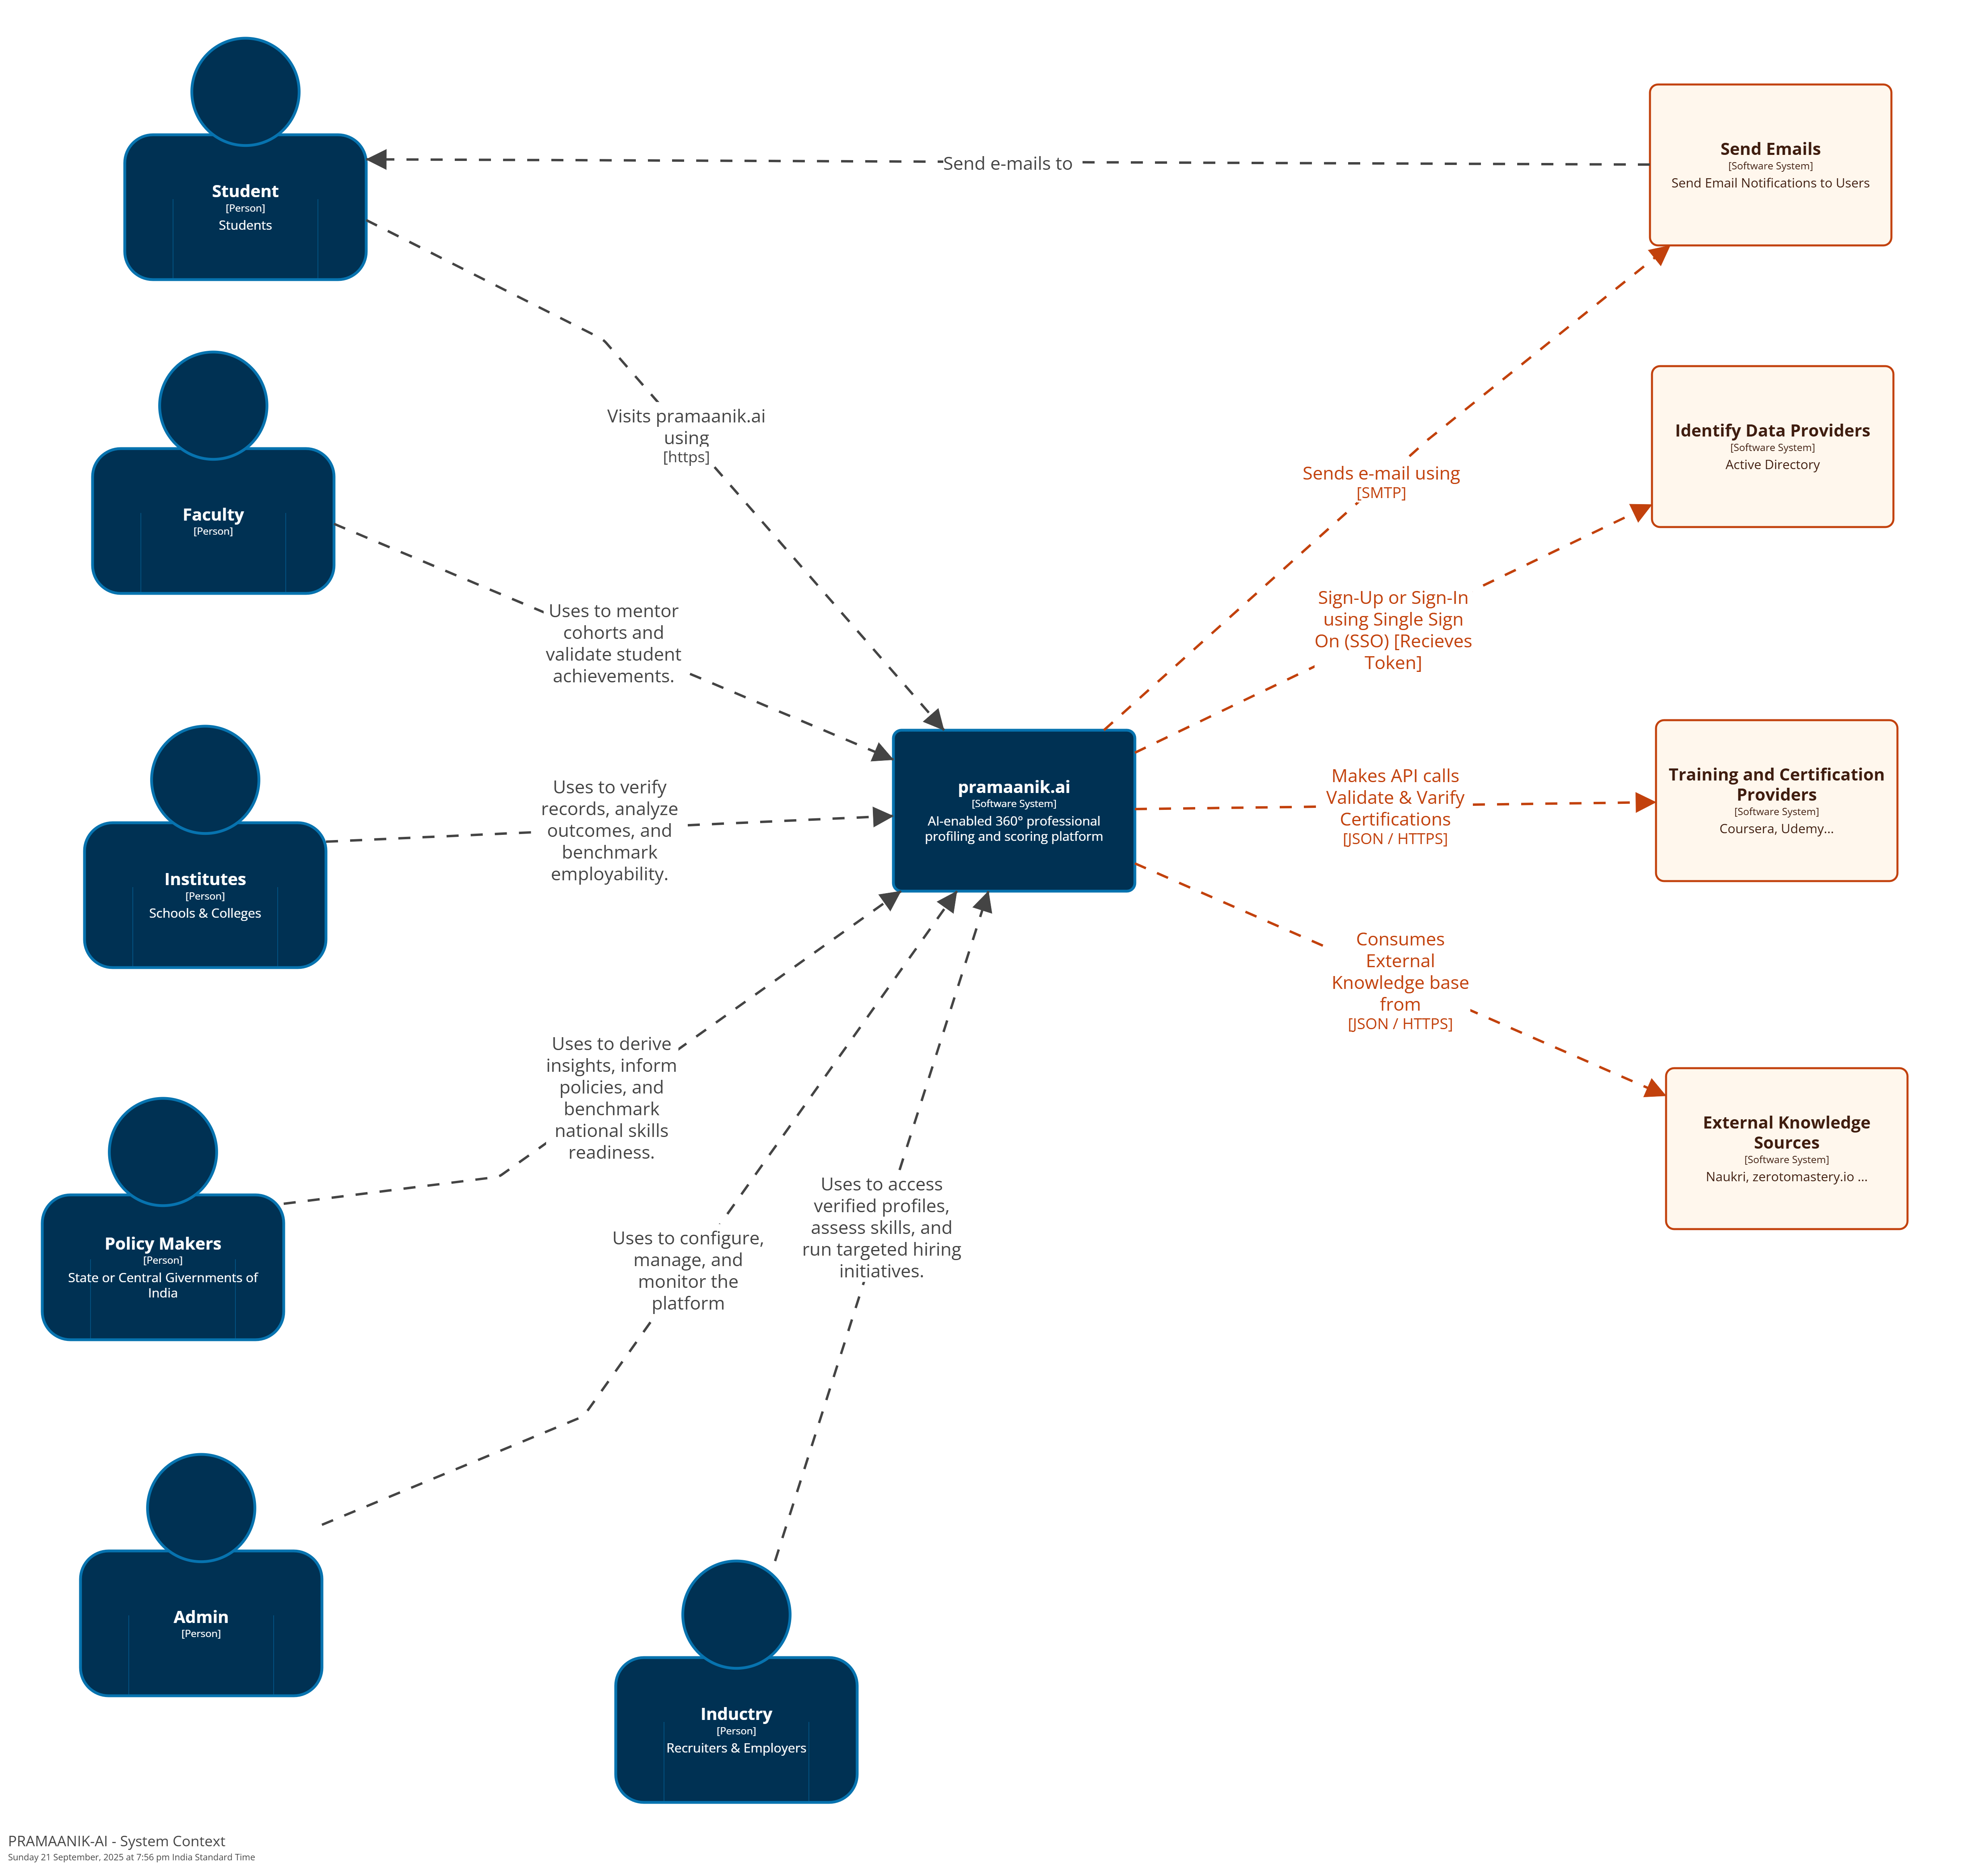 Student
[Person]
Students
Send e-mails to
Send Emails
[Software System]
Send Email Notifications to Users
Visits pramaanik.ai
using
[https]
Faculty
[Person]
Sends e-mail using
[SMTP]
Identify Data Providers
[Software System]
Active Directory
Uses to mentor
cohorts and
validate student
achievements.
Sign-Up or Sign-In
using Single Sign
On (SSO) [Recieves
Token]
Institutes
[Person]
Schools & Colleges
Uses to verify
records, analyze
outcomes, and
benchmark
employability.
pramaanik.ai
[Software System]
AI-enabled 360° professional
profiling and scoring platform
Makes API calls
Validate & Varify
Certifications
[JSON / HTTPS]
Training and Certification
Providers
[Software System]
Coursera, Udemy...
Consumes
External
Knowledge base
from
[JSON / HTTPS]
External Knowledge
Sources
[Software System]
Naukri, zerotomastery.io ...
Policy Makers
[Person]
State or Central Givernments of
India
Uses to derive
insights, inform
policies, and
benchmark
national skills
readiness.
Uses to configure,
manage, and
monitor the
platform
Uses to access
verified profiles,
assess skills, and
run targeted hiring
initiatives.
Admin
[Person]
Inductry
[Person]
Recruiters & Employers
PRAMAANIK-AI - System Context
Sunday 21 September, 2025 at 7:56 pm India Standard Time